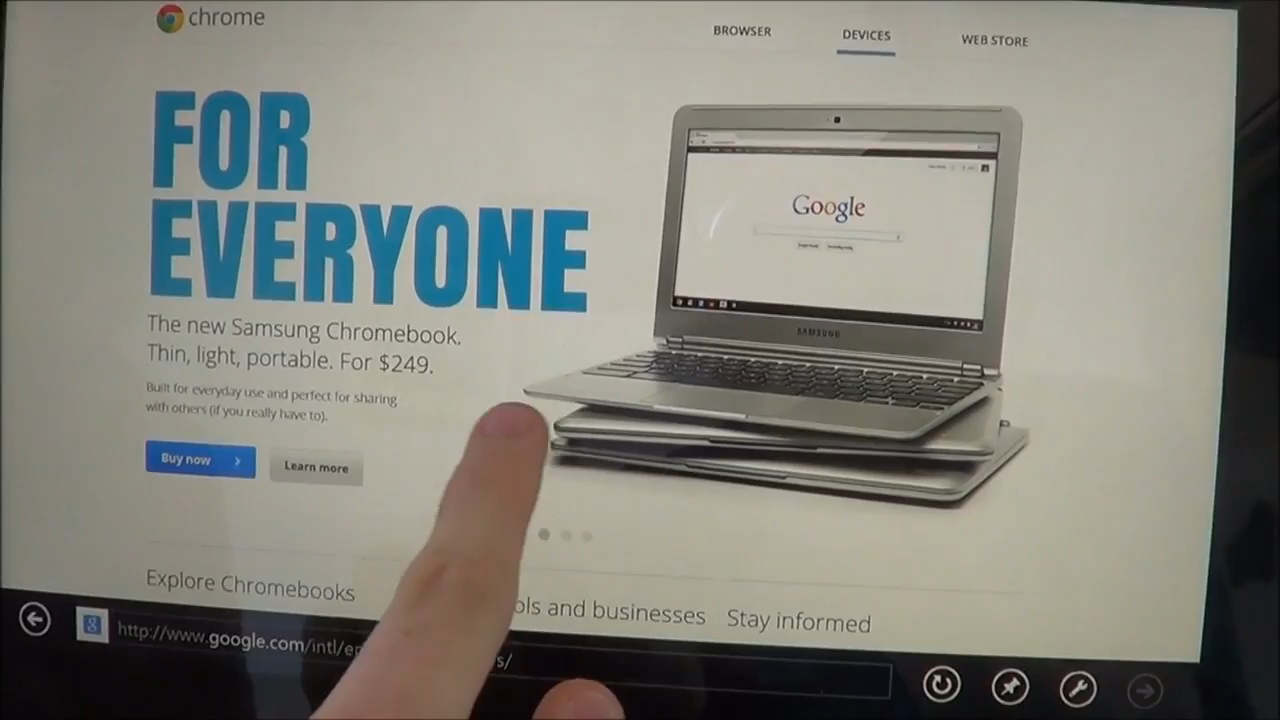 chrome
BROWSER
DEVICES
WEB STORE
FOR
EVERYONE
The new Samsung Chromebook.
Thin, light, portable. For $249.
Built for everyday use and perfect for sharing
with others (if you really have to).
Buy now
Learn more
Google
SAMSUNG
Explore Chromebooks
ols and businesses
Stay informed
http://www.google.com/intl/e
s/